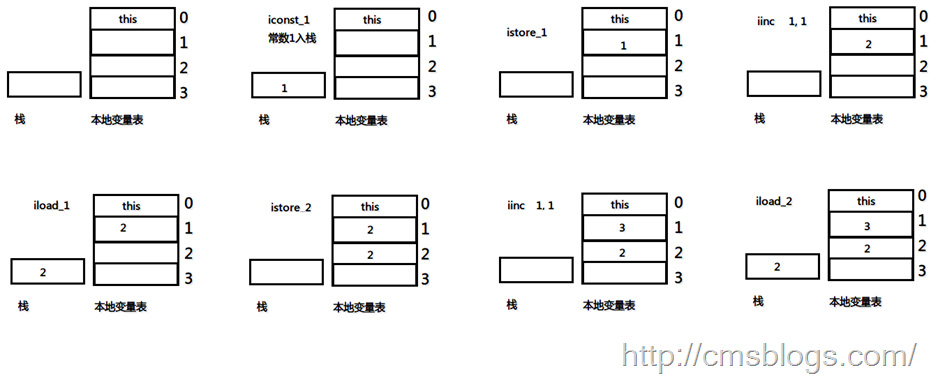 this 0
1
2
3
栈 本地变量表
iconst_1
常数1入栈
this 0
1
2
1 3
栈 本地变量表
istore_1
this 0
1 1
2
3
栈 本地变量表
iinc 1, 1
this 0
2 1
2
3
栈 本地变量表
iload_1
this 0
2 1
2
2 3
栈 本地变量表
istore_2
this 0
2 1
2 2
3
栈 本地变量表
iinc 1, 1
this 0
3 1
2 2
3
栈 本地变量表
iload_2
this 0
3 1
2 2
2 3
栈 本地变量表
http://cmsblogs.com/